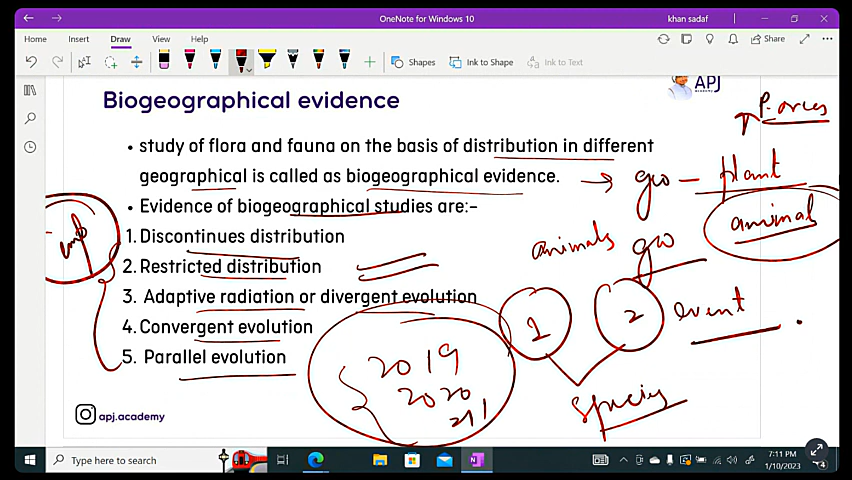 OneNote for Windows 10
khan sadaf
Home Insert Draw View Help
Share
Shapes
Ink to Shape
Ink to Text
APJ
academy
Biogeographical evidence
• study of flora and fauna on the basis of distribution in different
geographical is called as biogeographical evidence.
• Evidence of biogeographical studies are:-
1. Discontinues distribution
2. Restricted distribution
3. Adaptive radiation or divergent evolution
4. Convergent evolution
5. Parallel evolution
geo – plant
animal
animals geo
1 2 event
2019
2020
211
apj.academy
Type here to search
7:11 PM
1/10/2023
4